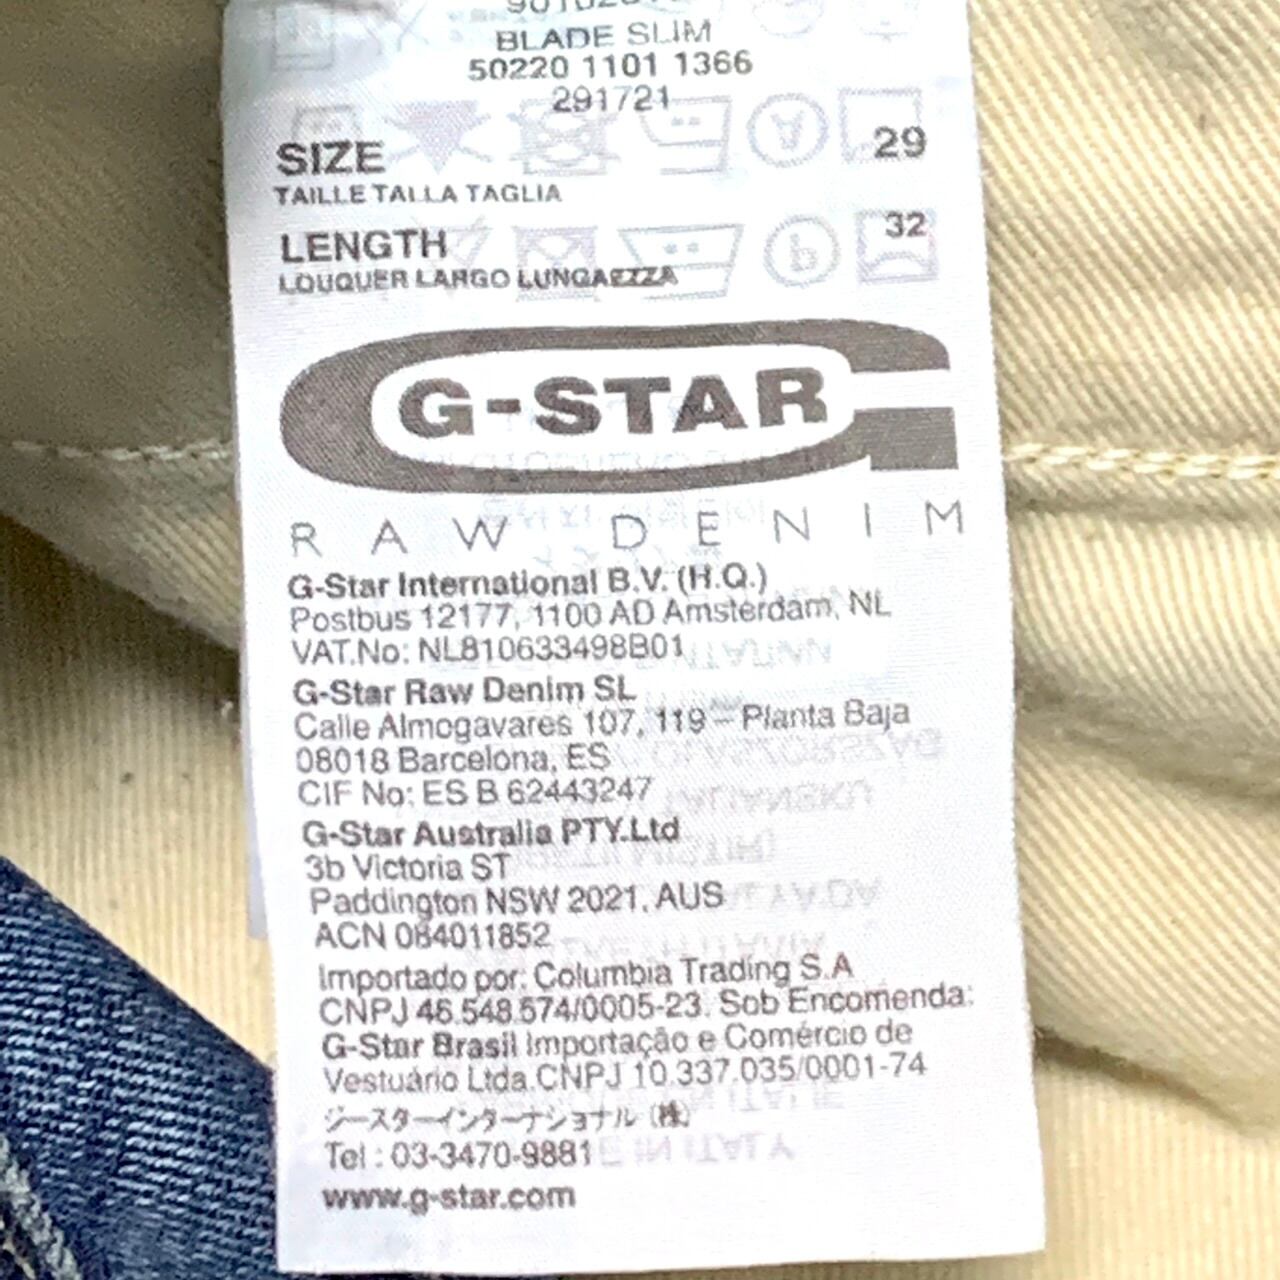 BLADE SLIM
50220 1101 1366
291721
SIZE 29
TAILLE TALLA TAGLIA
LENGTH 32
LOUQUER LARGO LUNGAEZZA
G-STAR
RAW DENIM
G-Star International B.V. (H.Q.)
Postbus 12177, 1100 AD Amsterdam, NL
VAT.No: NL810633498B01
G-Star Raw Denim SL
Calle Almogavares 107, 119 – Planta Baja
08018 Barcelona, ES
CIF No: ES B 62443247
G-Star Australia PTY.Ltd
3b Victoria ST
Paddington NSW 2021, AUS
ACN 084011852
Importado por: Columbia Trading S.A
CNPJ 46.548.574/0005-23. Sob Encomenda:
G-Star Brasil Importação e Comércio de
Vestuário Ltda.CNPJ 10.337.035/0001-74
ジースターインターナショナル (株)
Tel : 03-3470-9881
www.g-star.com